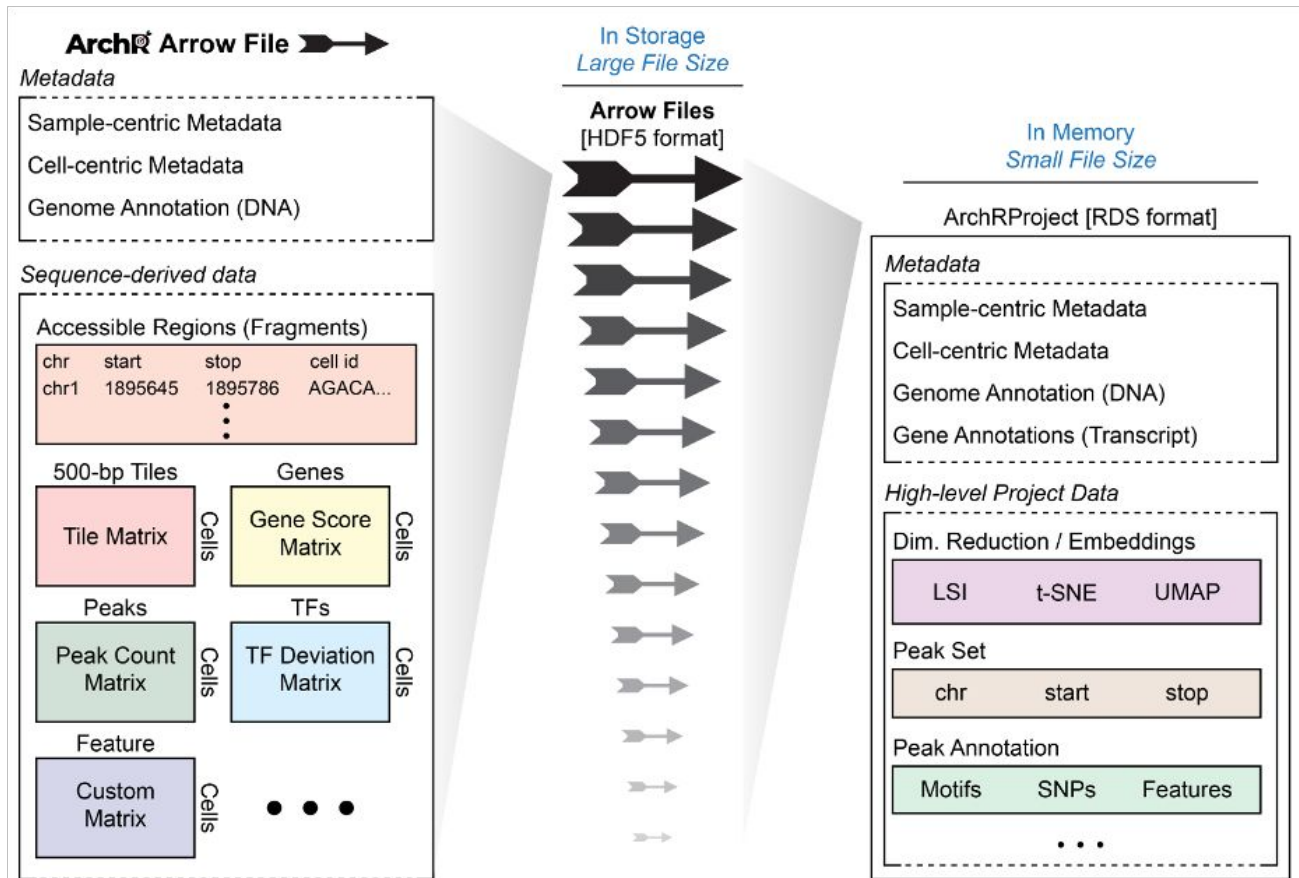 ArchR Arrow File
Metadata
Sample-centric Metadata
Cell-centric Metadata
Genome Annotation (DNA)
Sequence-derived data
Accessible Regions (Fragments)
chr start stop cell id
chr1 1895645 1895786 AGACA...
500-bp Tiles
Tile Matrix
Cells
Genes
Gene Score
Matrix
Cells
Peaks
Peak Count
Matrix
Cells
TFs
TF Deviation
Matrix
Cells
Feature
Custom
Matrix
Cells
In Storage
Large File Size
Arrow Files
[HDF5 format]
In Memory
Small File Size
ArchRProject [RDS format]
Metadata
Sample-centric Metadata
Cell-centric Metadata
Genome Annotation (DNA)
Gene Annotations (Transcript)
High-level Project Data
Dim. Reduction / Embeddings
LSI t-SNE UMAP
Peak Set
chr start stop
Peak Annotation
Motifs SNPs Features